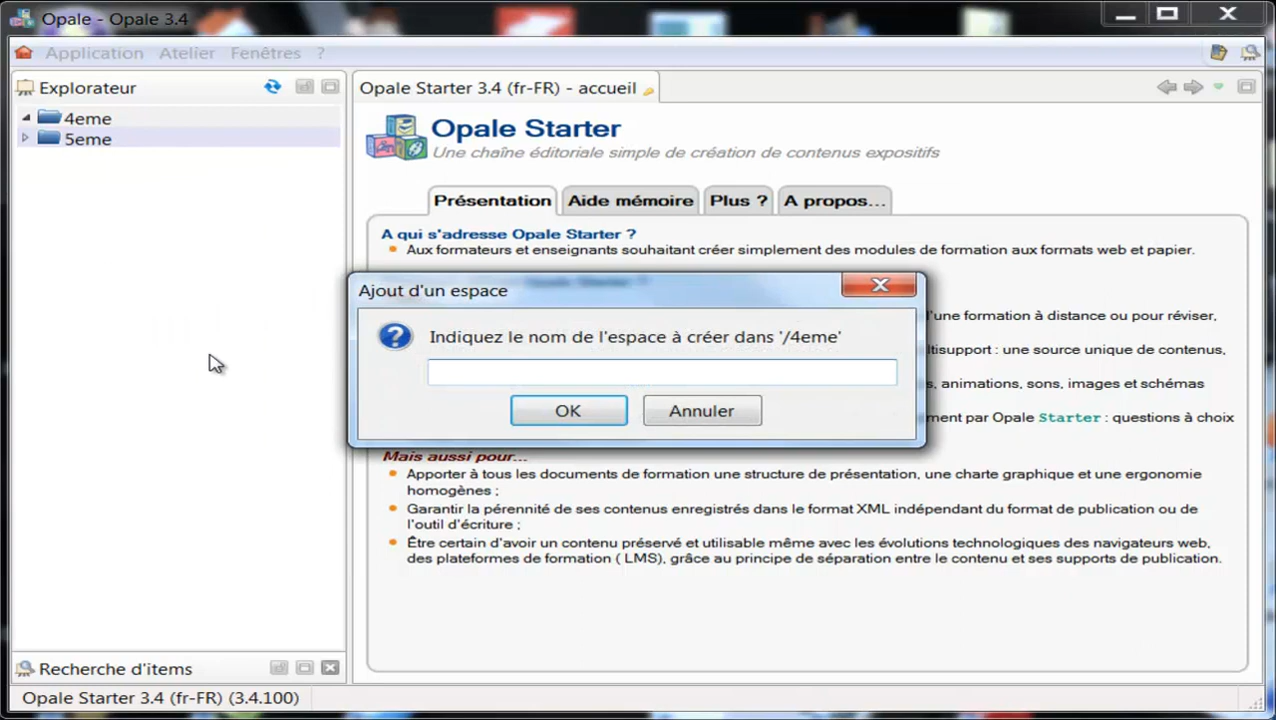 Opale - Opale 3.4
Application Atelier Fenêtres ?
Explorateur
Opale Starter 3.4 (fr-FR) - accueil
4eme
5eme
Opale Starter
Une chaîne éditoriale simple de création de contenus expositifs
Présentation Aide mémoire Plus ? A propos...
A qui s'adresse Opale Starter ?
Aux formateurs et enseignants souhaitant créer simplement des modules de formation aux formats web et papier.
Ajout d'un espace
Indiquez le nom de l'espace à créer dans '/4eme'
OK Annuler
l'une formation à distance ou pour réviser,
ltisupport : une source unique de contenus,
s, animations, sons, images et schémas
ment par Opale Starter : questions à choix
Mais aussi pour...
Apporter à tous les documents de formation une structure de présentation, une charte graphique et une ergonomie
homogènes ;
Garantir la pérennité de ses contenus enregistrés dans le format XML indépendant du format de publication ou de
l'outil d'écriture ;
Être certain d'avoir un contenu préservé et utilisable même avec les évolutions technologiques des navigateurs web,
des plateformes de formation ( LMS), grâce au principe de séparation entre le contenu et ses supports de publication.
Recherche d'items
Opale Starter 3.4 (fr-FR) (3.4.100)